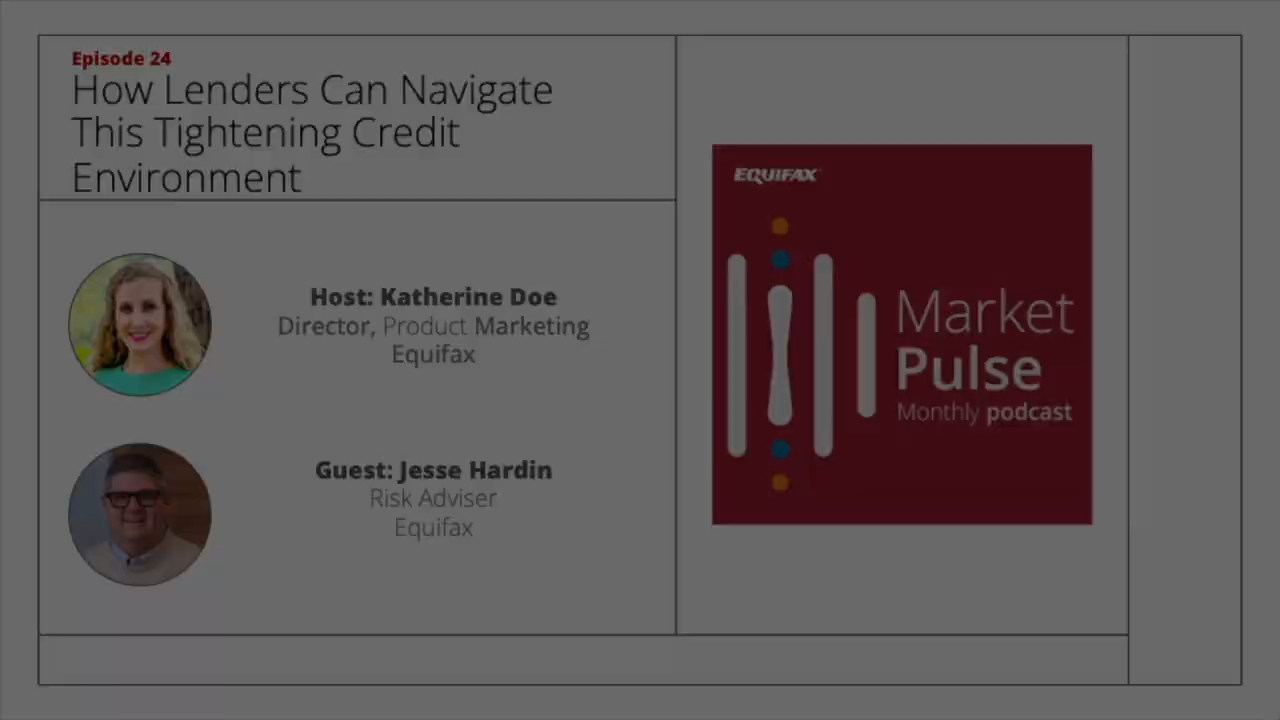 Episode 24
How Lenders Can Navigate
This Tightening Credit
Environment
Host: Katherine Doe
Director, Product Marketing
Equifax
Guest: Jesse Hardin
Risk Adviser
Equifax
EQUIFAX
Market
Pulse
Monthly podcast